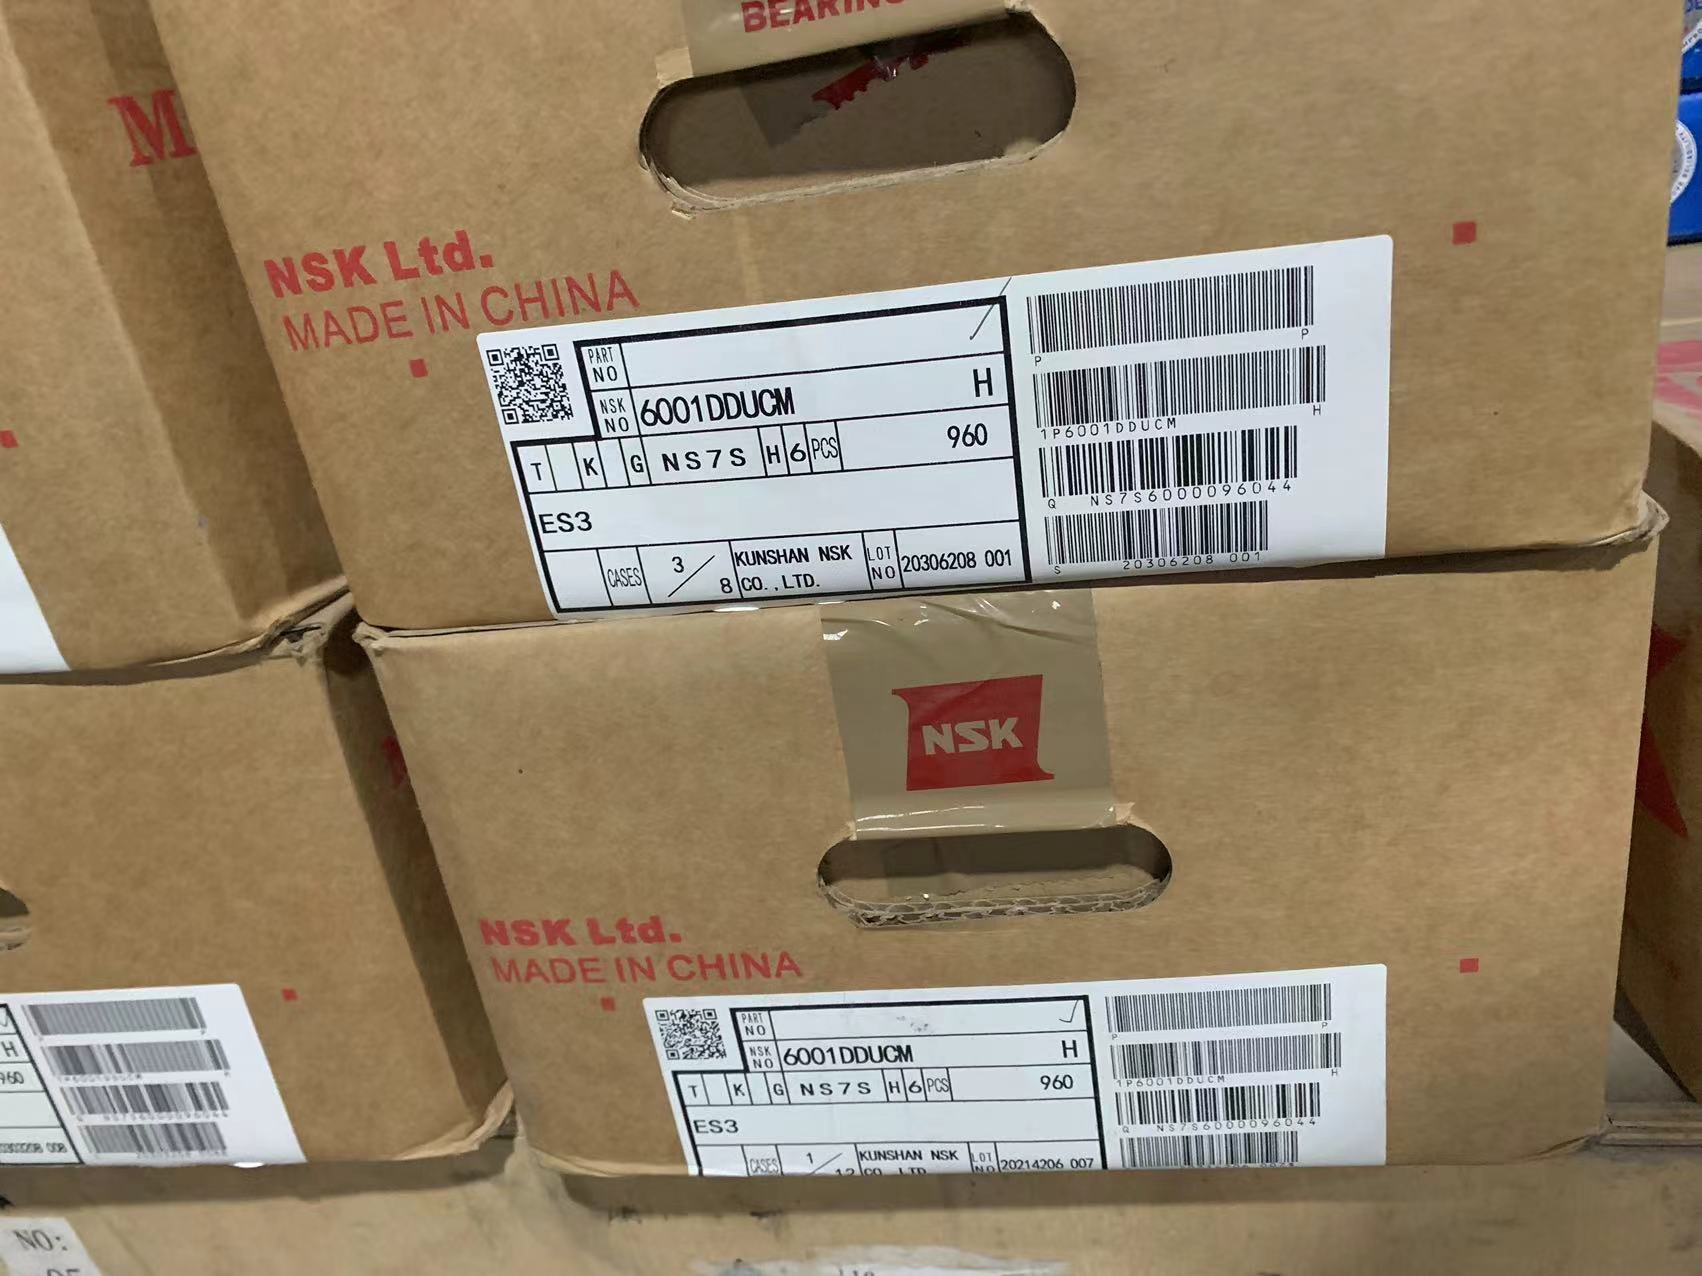 BEARING
M
NSK Ltd.
MADE IN CHINA
PART NO
NSK NO 6001DDUCM H
T K G NS7S H 6 PCS 960
ES3
CASES 3/8 KUNSHAN NSK CO.,LTD. LOT NO 20306208 001
P P
1P6001DDUCM H
Q NS7S6000096044
S 20306208 001
NSK
NSK Ltd.
MADE IN CHINA
PART NO
NSK NO 6001DDUCM H
T K G NS7S H 6 PCS 960
ES3
CASES 1/12 KUNSHAN NSK CO.,LTD. LOT NO 20214206 007
P P
1P6001DDUCM H
Q NS7S6000096044
H
960
P
NO: